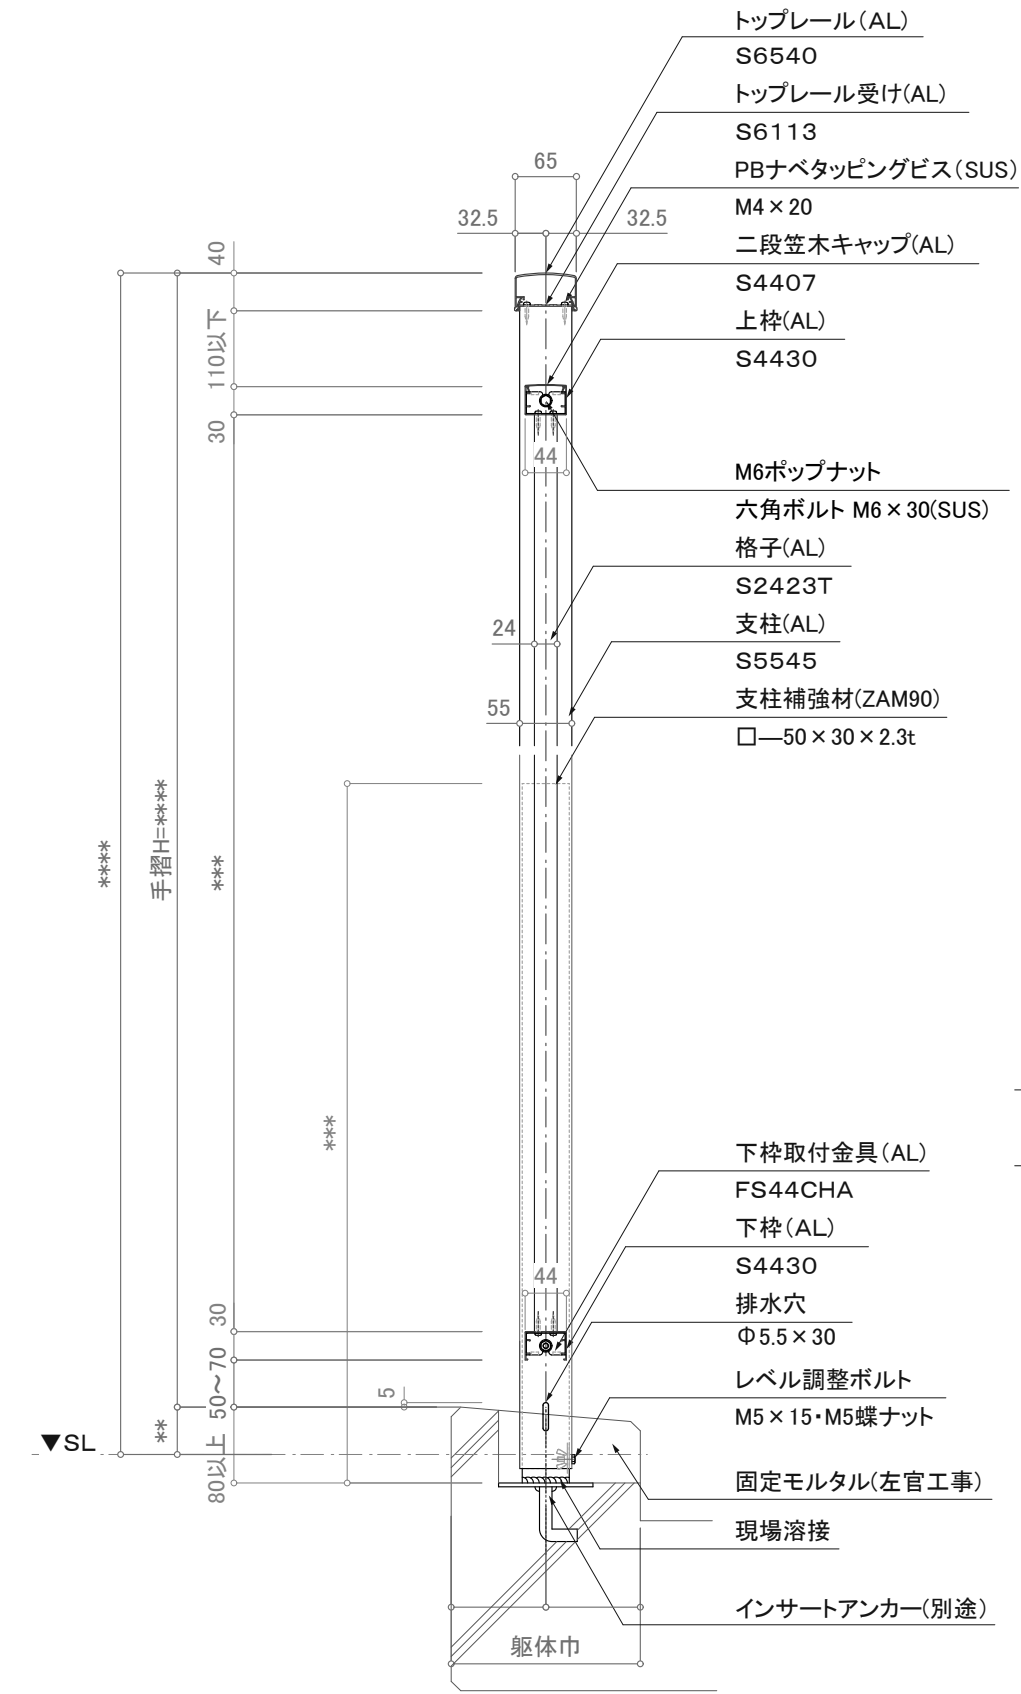 トップレール（AL）
S6540
トップレール受け(AL)
S6113
PBナベタッピングビス（SUS）
M4×20
二段笠木キャップ(AL)
S4407
上枠(AL)
S4430
M6ポップナット
六角ボルト M6×30(SUS)
格子(AL)
S2423T
支柱(AL)
S5545
支柱補強材(ZAM90)
□—50×30×2.3t
下枠取付金具（AL）
FS44CHA
下枠（AL）
S4430
排水穴
Φ5.5×30
レベル調整ボルト
M5×15・M5蝶ナット
固定モルタル(左官工事)
現場溶接
インサートアンカー(別途)
65
32.5
32.5
40
110以下
30
44
24
55
****
手摺H=****
***
***
44
30
50〜70
5
**
80以上
▼SL
躯体巾